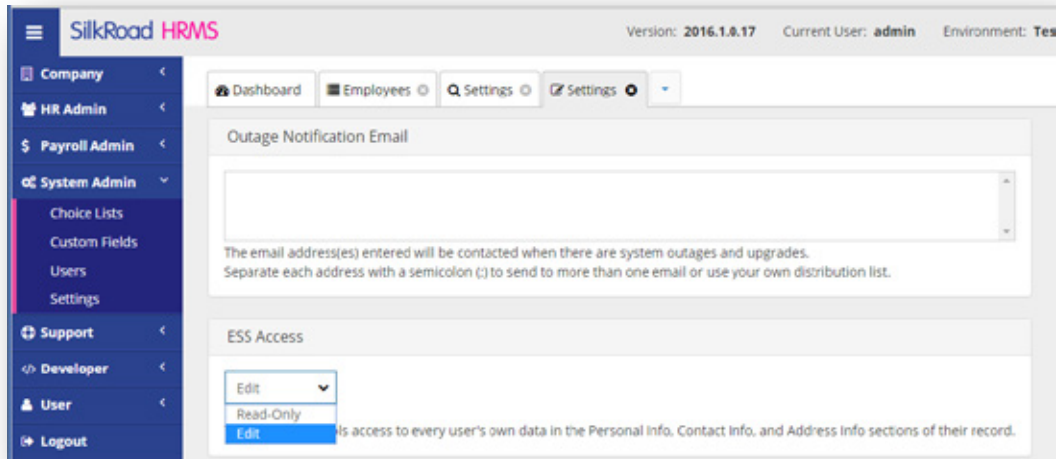 SilkRoad HRMS
Version: 2016.1.0.17 Current User: admin Environment: Tes
Company
HR Admin
$ Payroll Admin
System Admin
Choice Lists
Custom Fields
Users
Settings
Support
</> Developer
User
Logout
Dashboard Employees Settings Settings
Outage Notification Email
The email address(es) entered will be contacted when there are system outages and upgrades.
Separate each address with a semicolon (;) to send to more than one email or use your own distribution list.
ESS Access
Edit
Read-Only
Edit
ls access to every user's own data in the Personal Info, Contact Info, and Address Info sections of their record.